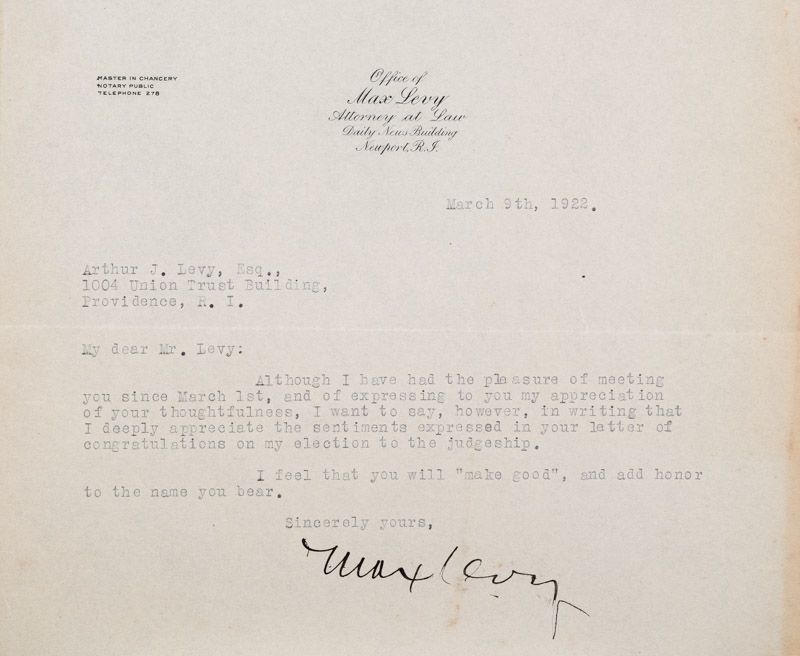 MASTER IN CHANCERY
NOTARY PUBLIC
TELEPHONE 278
Office of
Max Levy
Attorney at Law
Daily News Building
Newport, R.I.
March 9th, 1922.
Arthur J. Levy, Esq.,
1004 Union Trust Building,
Providence, R. I.
My dear Mr. Levy:
Although I have had the pleasure of meeting
you since March 1st, and of expressing to you my appreciation
of your thoughtfulness, I want to say, however, in writing that
I deeply appreciate the sentiments expressed in your letter of
congratulations on my election to the judgeship.
I feel that you will "make good", and add honor
to the name you bear.
Sincerely yours,
Max Levy